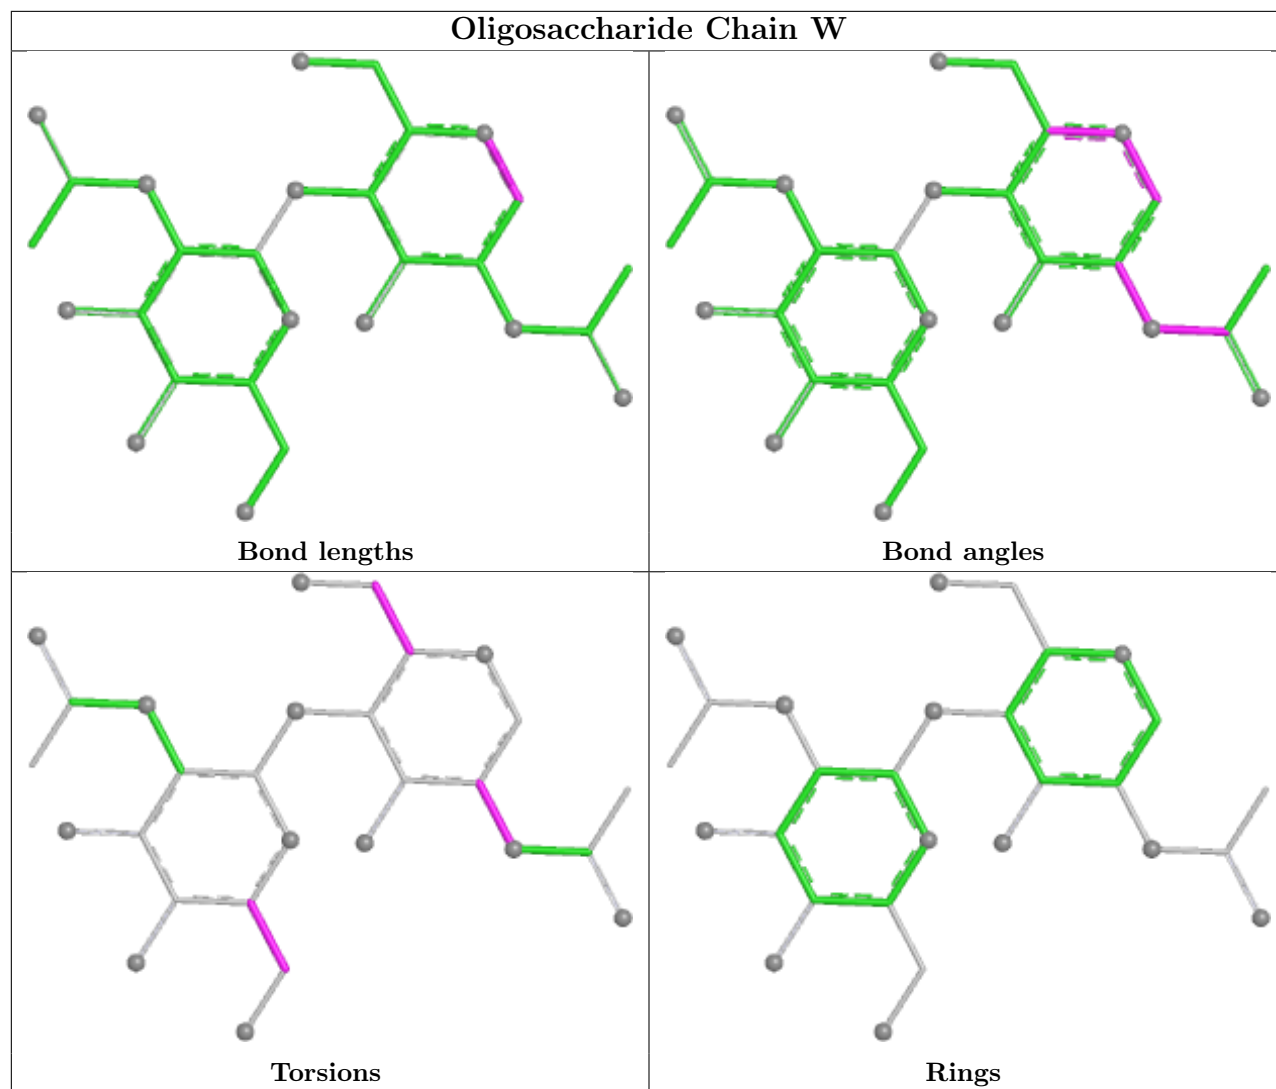 Oligosaccharide Chain W
Bond lengths
Bond angles
Torsions
Rings